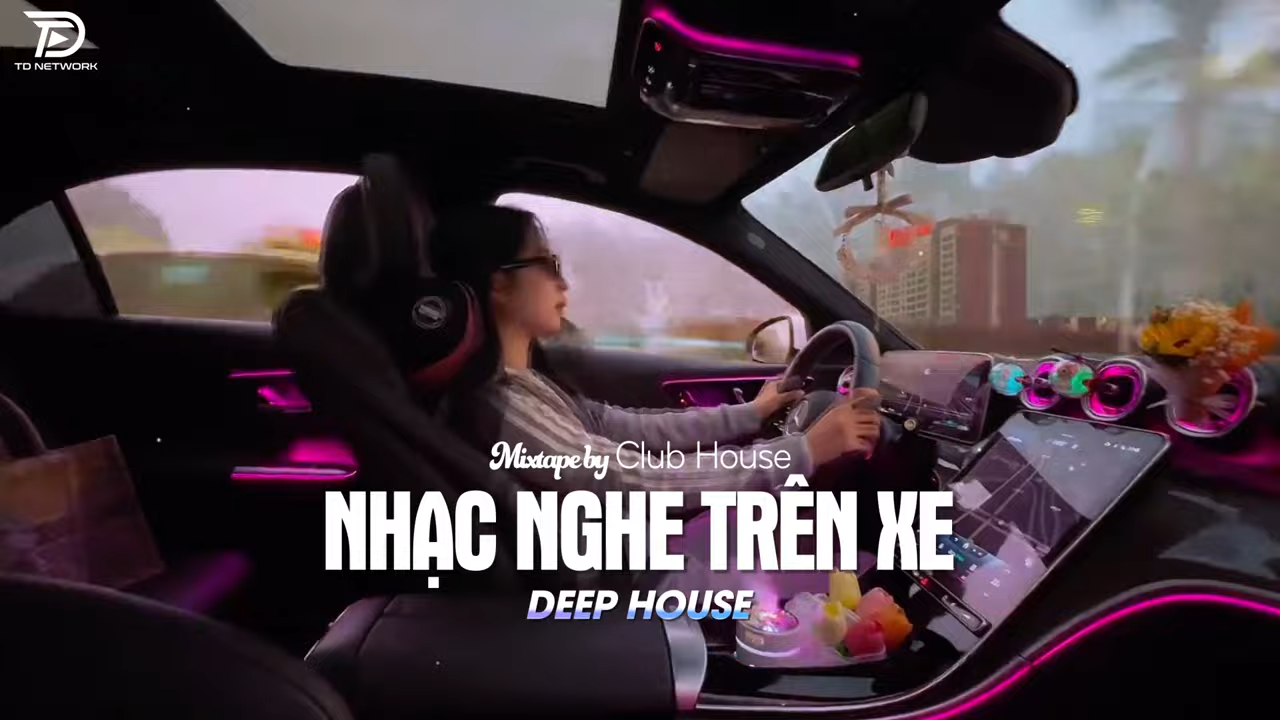 TD NETWORK
Mixtape by Club House
NHẠC NGHE TRÊN XE
DEEP HOUSE